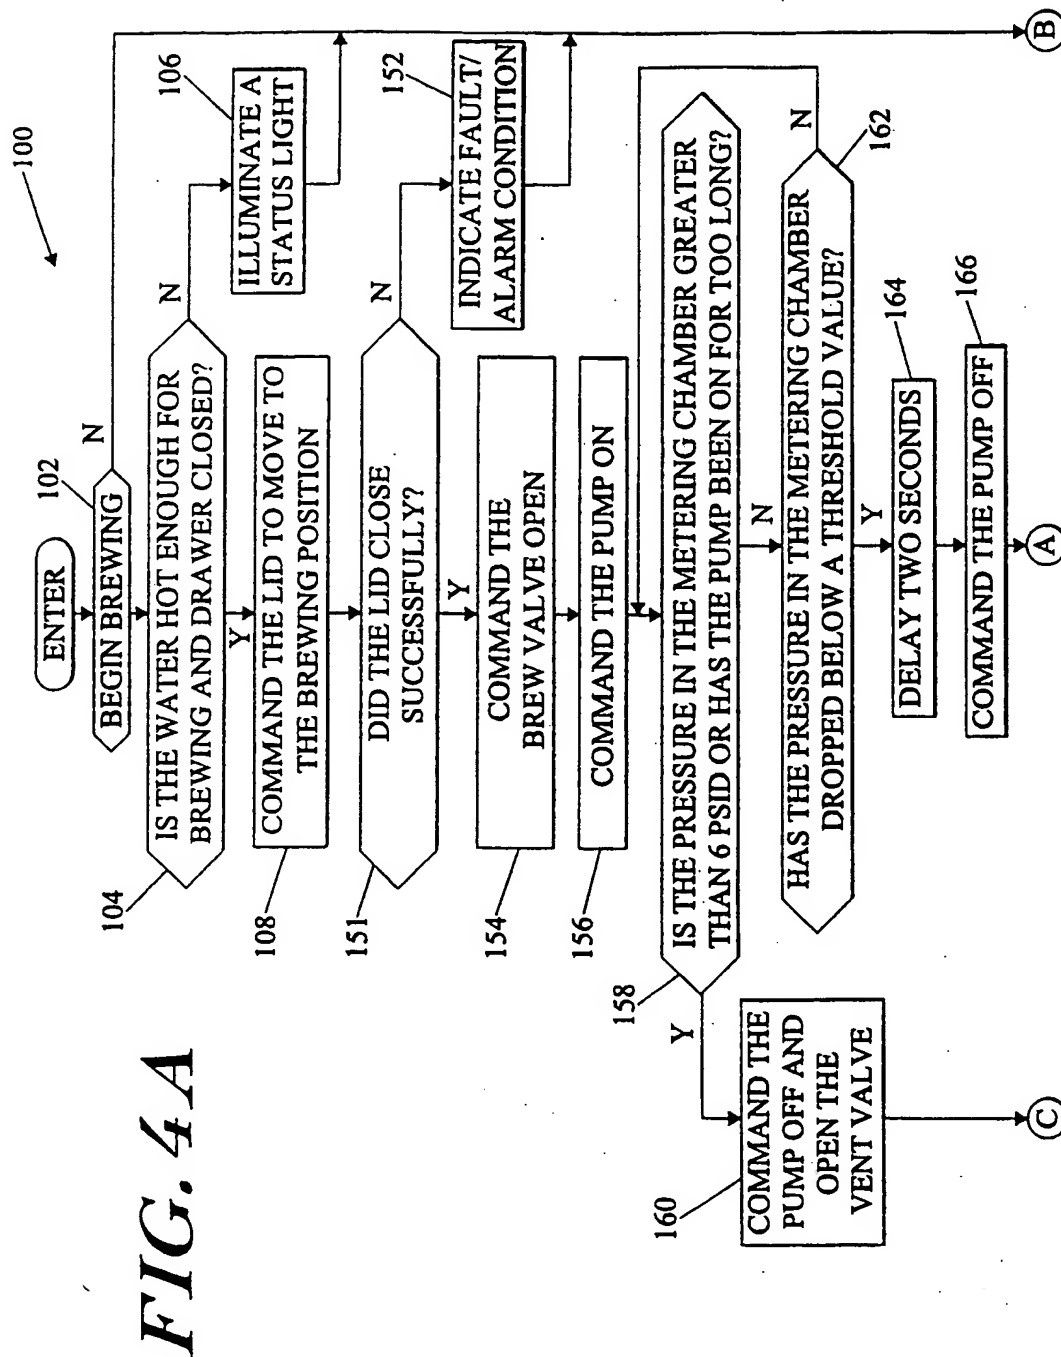 FIG. 4A
100
ENTER
102
BEGIN BREWING
N
104
IS THE WATER HOT ENOUGH FOR
BREWING AND DRAWER CLOSED?
N
106
ILLUMINATE A
STATUS LIGHT
Y
108
COMMAND THE LID TO MOVE TO
THE BREWING POSITION
151
DID THE LID CLOSE
SUCCESSFULLY?
N
152
INDICATE FAULT/
ALARM CONDITION
Y
154
COMMAND THE
BREW VALVE OPEN
156
COMMAND THE PUMP ON
158
IS THE PRESSURE IN THE METERING CHAMBER GREATER
THAN 6 PSID OR HAS THE PUMP BEEN ON FOR TOO LONG?
Y
160
COMMAND THE
PUMP OFF AND
OPEN THE
VENT VALVE
N
HAS THE PRESSURE IN THE METERING CHAMBER
DROPPED BELOW A THRESHOLD VALUE?
N
162
Y
164
DELAY TWO SECONDS
166
COMMAND THE PUMP OFF
C
A
B